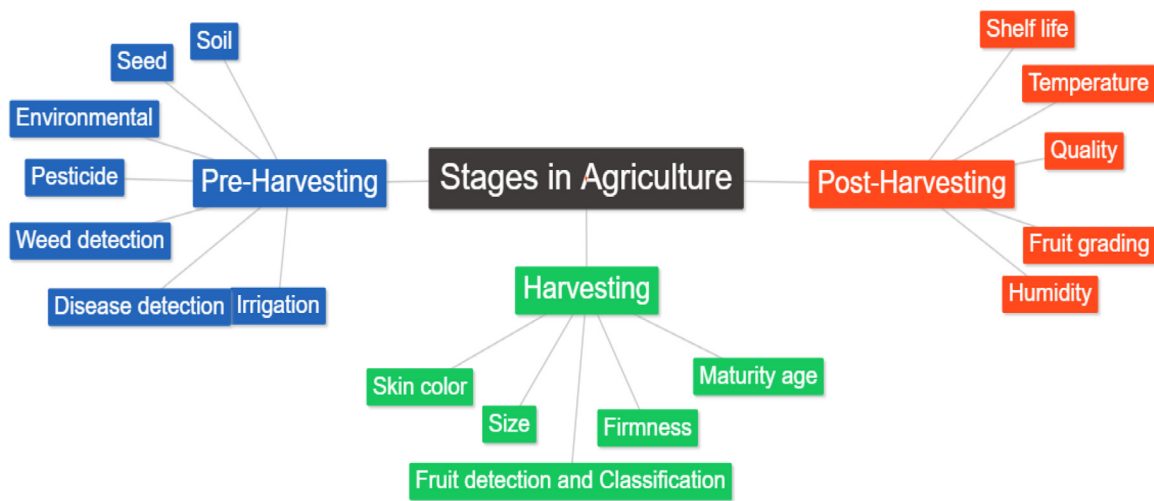 Stages in Agriculture
Pre-Harvesting
Soil
Seed
Environmental
Pesticide
Weed detection
Disease detection
Irrigation
Harvesting
Skin color
Size
Fruit detection and Classification
Firmness
Maturity age
Post-Harvesting
Shelf life
Temperature
Quality
Fruit grading
Humidity